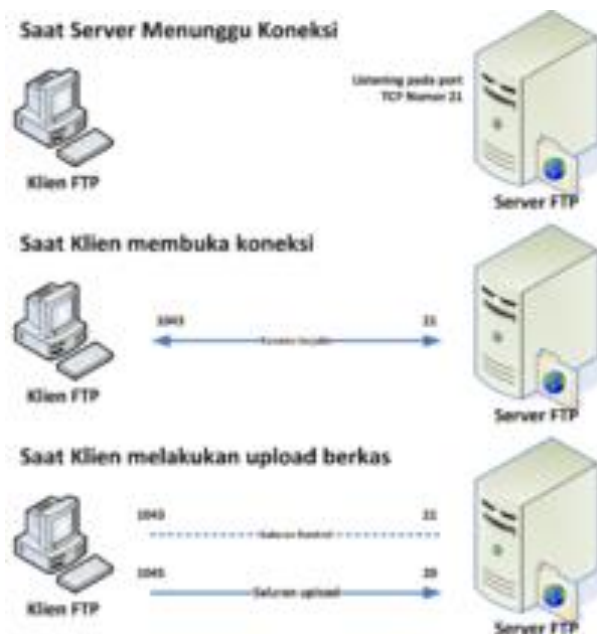 Saat Server Menunggu Koneksi
Listening pada port
TCP Nomor 21
Klien FTP
Server FTP
Saat Klien membuka koneksi
1043
21
Klien FTP
Server FTP
Saat Klien melakukan upload berkas
1043
21
Saluran kontrol
1045
20
Saluran upload
Klien FTP
Server FTP